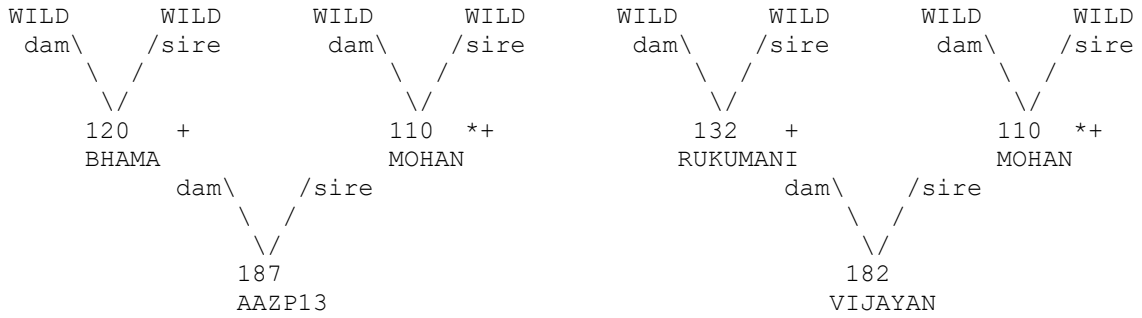 WILD WILD WILD WILD WILD WILD WILD WILD
dam\ /sire dam\ /sire dam\ /sire dam\ /sire
\ / \ / \ / \ /
\/ \/ \/ \/
120 + 110 *+ 132 + 110 *+
BHAMA MOHAN RUKUMANI MOHAN
dam\ /sire dam\ /sire
\ / \ /
\/ \/
187 182
AAZP13 VIJAYAN